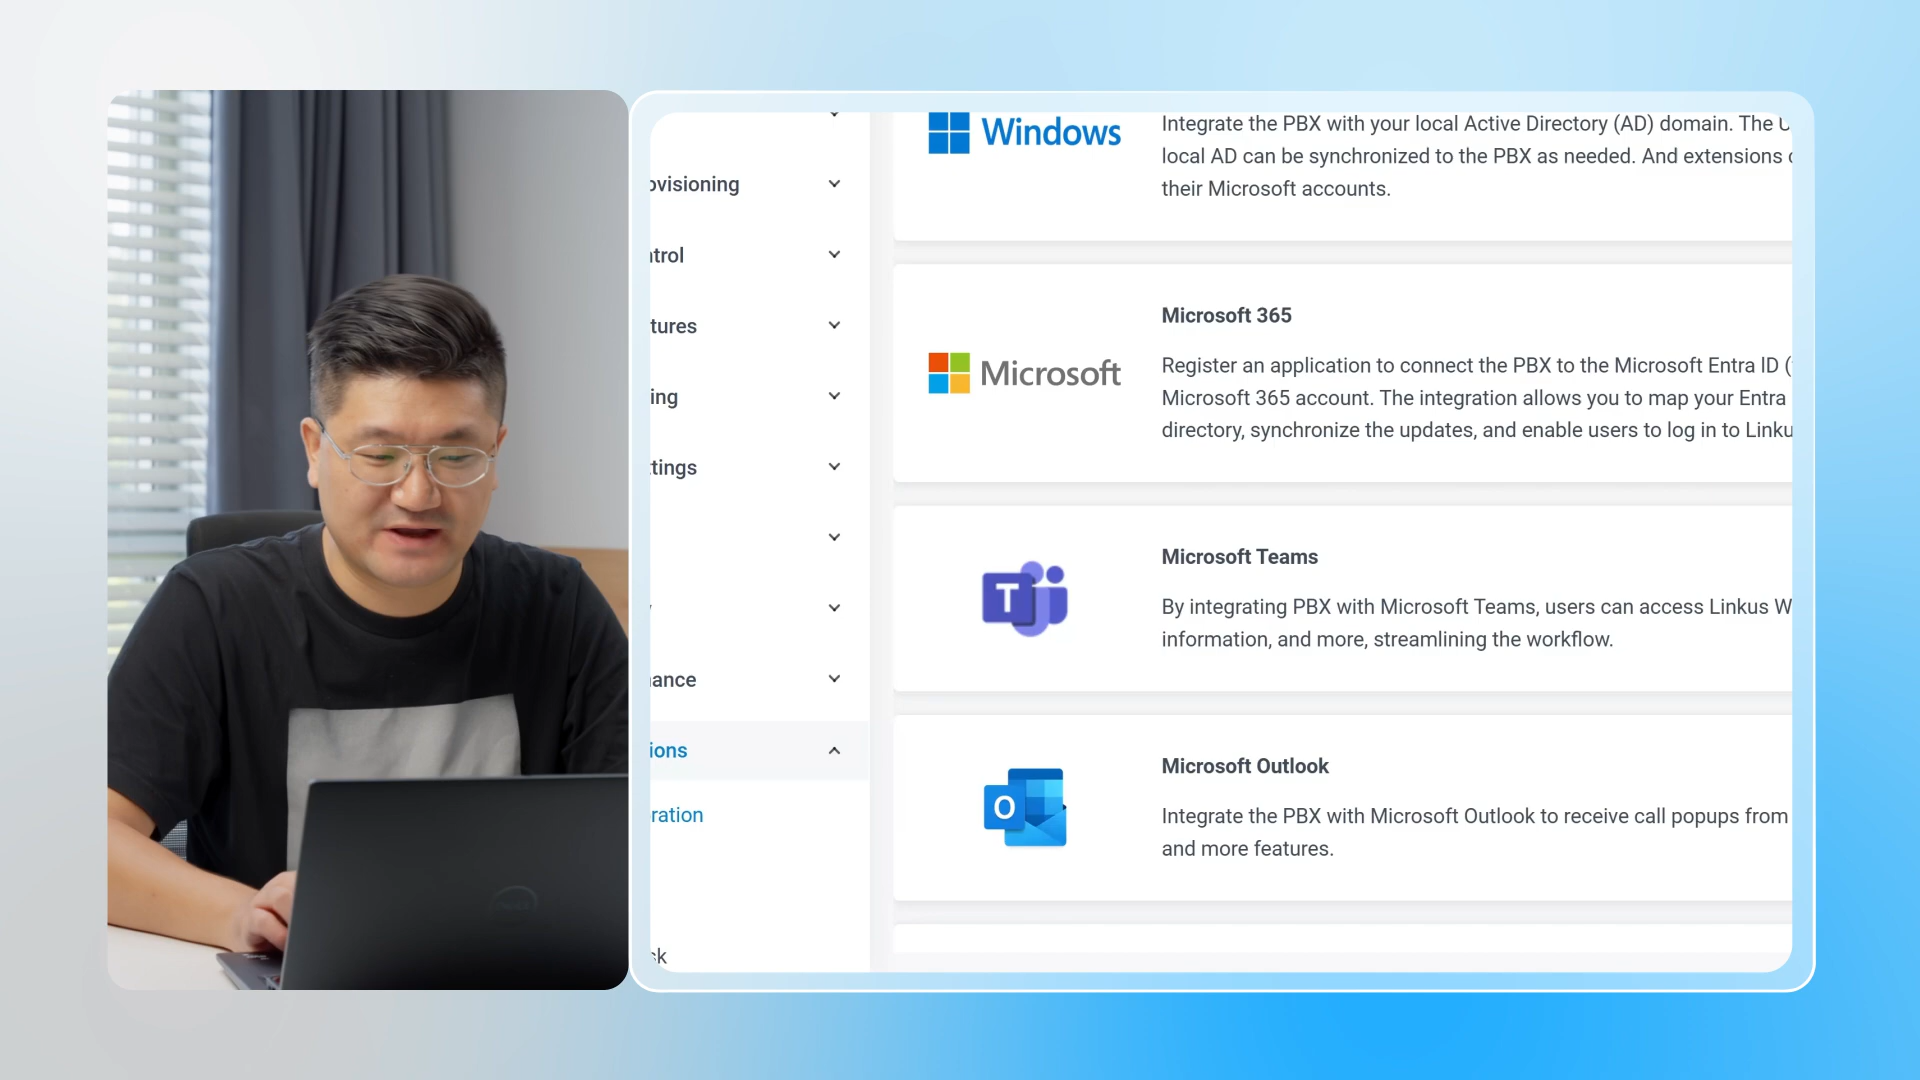 ovisioning
ntrol
tures
ing
ttings
ance
ions
ration
sk
Windows
Integrate the PBX with your local Active Directory (AD) domain. The U
local AD can be synchronized to the PBX as needed. And extensions
their Microsoft accounts.
Microsoft
Microsoft 365
Register an application to connect the PBX to the Microsoft Entra ID (
Microsoft 365 account. The integration allows you to map your Entra
directory, synchronize the updates, and enable users to log in to Linku
T
Microsoft Teams
By integrating PBX with Microsoft Teams, users can access Linkus W
information, and more, streamlining the workflow.
O
Microsoft Outlook
Integrate the PBX with Microsoft Outlook to receive call popups from
and more features.